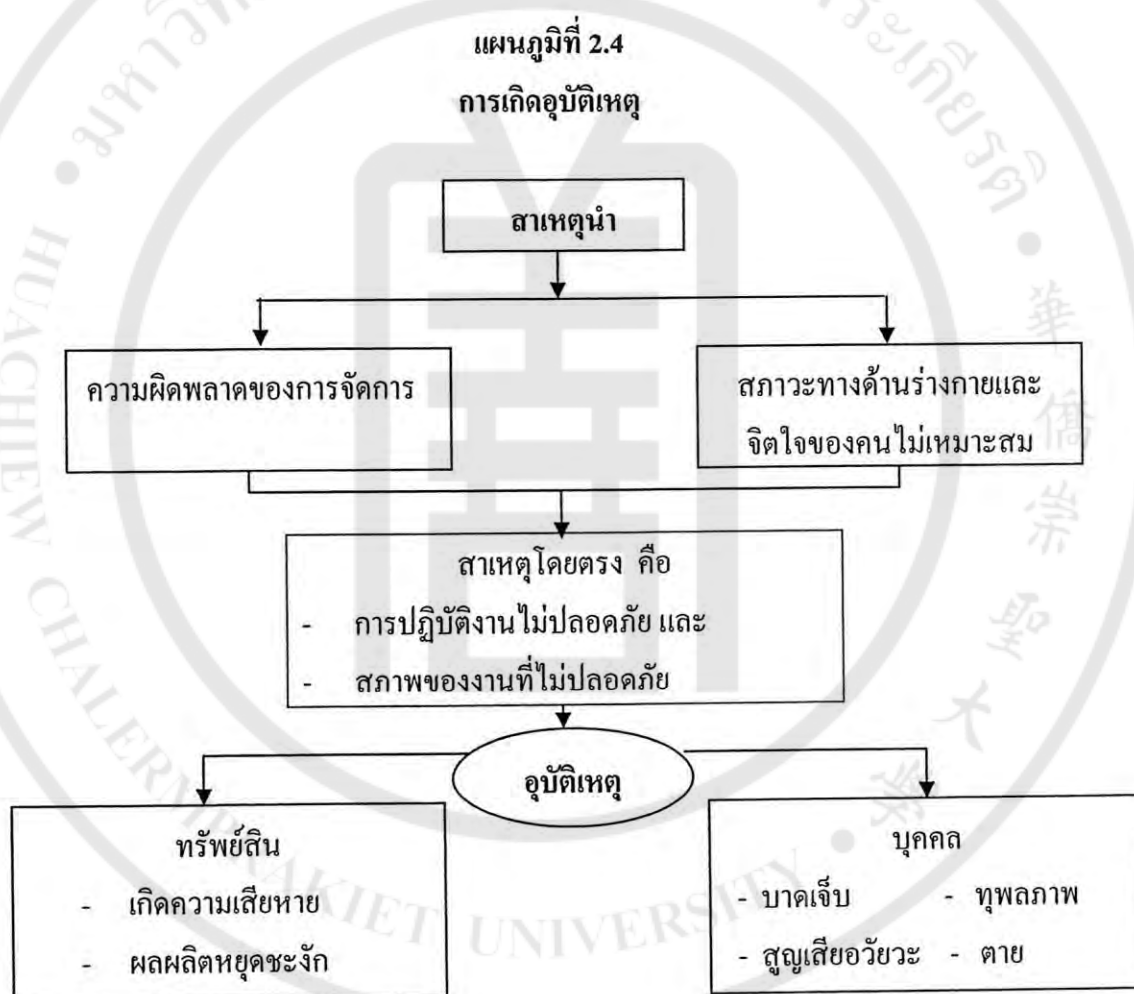 แผนภูมิที่ 2.4
การเกิดอุบัติเหตุ
สาเหตุนำ
ความผิดพลาดของการจัดการ
สภาวะทางด้านร่างกายและ
จิตใจของคนไม่เหมาะสม
สาเหตุโดยตรง คือ
- การปฏิบัติงานไม่ปลอดภัย และ
- สภาพของงานที่ไม่ปลอดภัย
อุบัติเหตุ
ทรัพย์สิน
- เกิดความเสียหาย
- ผลผลิตหยุดชะงัก
บุคคล
- บาดเจ็บ - ทุพลภาพ
- สูญเสียอวัยวะ - ตาย
HUACHIEW CHALERMPRAKIET UNIVERSITY
華僑崇聖大學